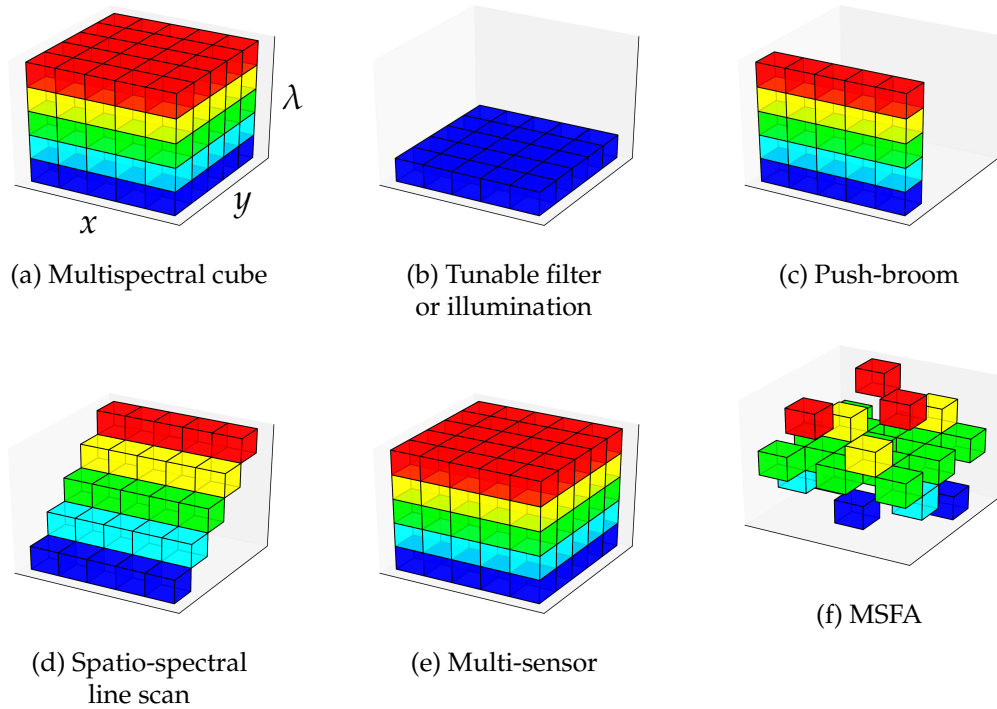 λ
y
x
(a) Multispectral cube
(b) Tunable filter
or illumination
(c) Push-broom
(d) Spatio-spectral
line scan
(e) Multi-sensor
(f) MSFA